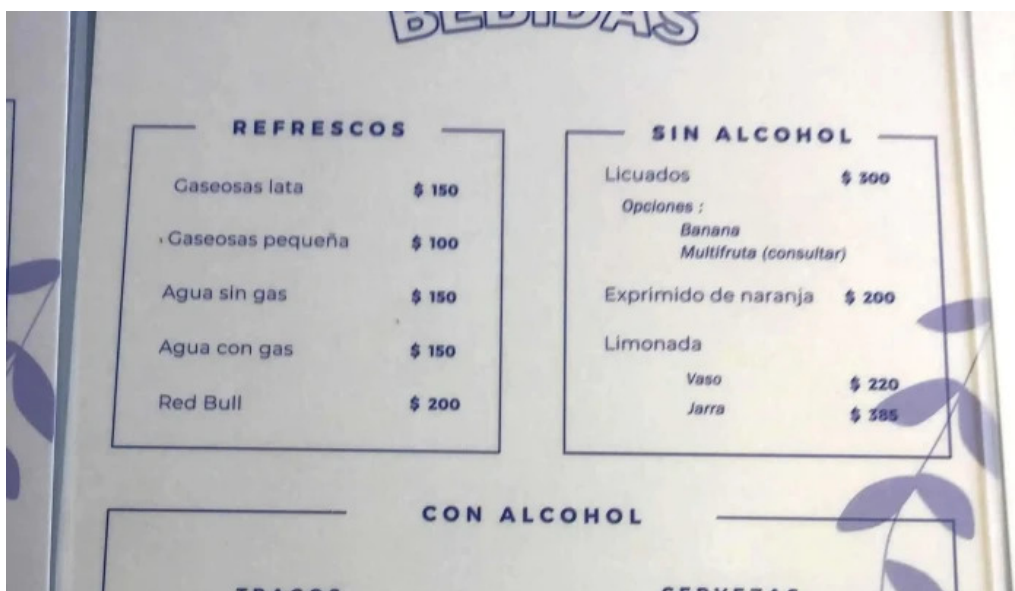 BEBIDAS
REFRESCOS
Gaseosas lata $ 150
Gaseosas pequeña $ 100
Agua sin gas $ 150
Agua con gas $ 150
Red Bull $ 200
SIN ALCOHOL
Licuados $ 300
Opciones :
Banana
Multifruta (consultar)
Exprimido de naranja $ 200
Limonada
Vaso $ 220
Jarra $ 385
CON ALCOHOL
TRAGOS
CERVEZAS